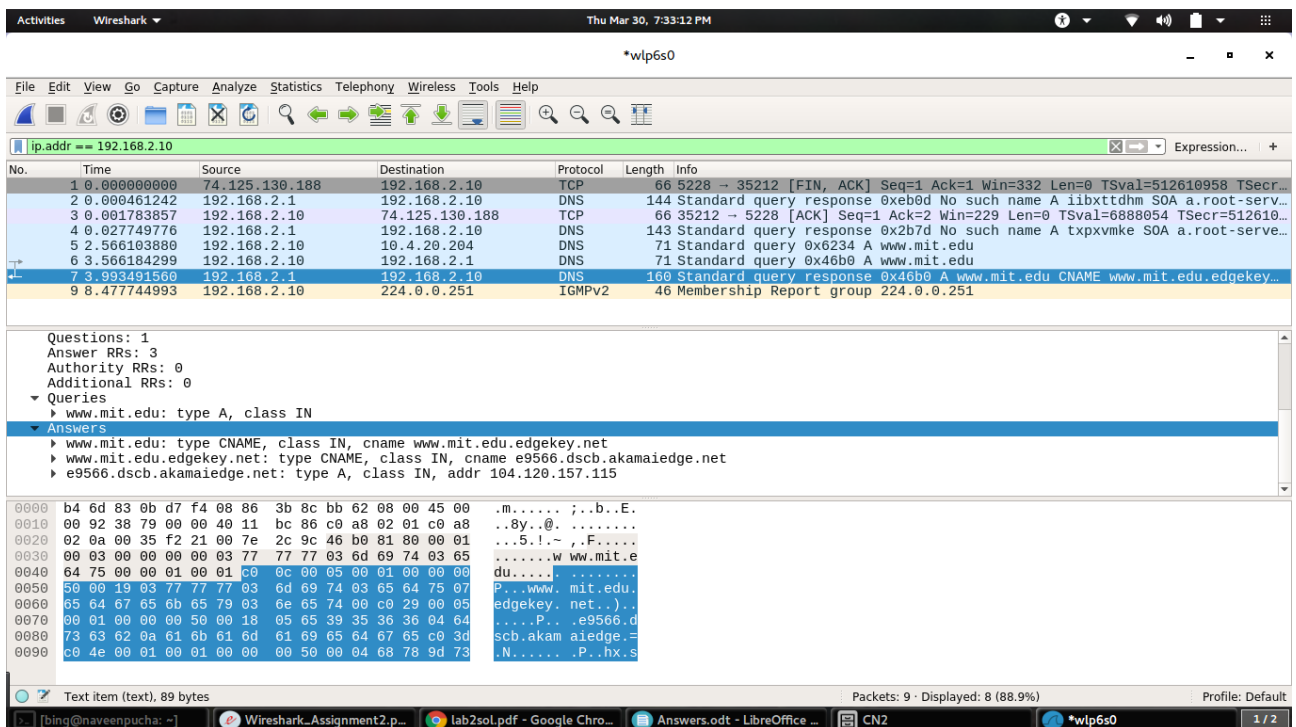 Activities Wireshark Thu Mar 30, 7:33:12 PM
*wlp6s0
File Edit View Go Capture Analyze Statistics Telephony Wireless Tools Help
ip.addr == 192.168.2.10 Expression... +
No. Time Source Destination Protocol Length Info
1 0.000000000 74.125.130.188 192.168.2.10 TCP 66 5228 → 35212 [FIN, ACK] Seq=1 Ack=1 Win=332 Len=0 TSval=512610958 TSecr…
2 0.000461242 192.168.2.1 192.168.2.10 DNS 144 Standard query response 0xeb0d No such name A iibxttdhm SOA a.root-serv…
3 0.001783857 192.168.2.10 74.125.130.188 TCP 66 35212 → 5228 [ACK] Seq=1 Ack=2 Win=229 Len=0 TSval=6888054 TSecr=512610…
4 0.027749776 192.168.2.1 192.168.2.10 DNS 143 Standard query response 0x2b7d No such name A txpxvmke SOA a.root-serve…
5 2.566103880 192.168.2.10 10.4.20.204 DNS 71 Standard query 0x6234 A www.mit.edu
6 3.566184299 192.168.2.10 192.168.2.1 DNS 71 Standard query 0x46b0 A www.mit.edu
7 3.993491560 192.168.2.1 192.168.2.10 DNS 160 Standard query response 0x46b0 A www.mit.edu CNAME www.mit.edu.edgekey…
9 8.477744993 192.168.2.10 224.0.0.251 IGMPv2 46 Membership Report group 224.0.0.251
Questions: 1
Answer RRs: 3
Authority RRs: 0
Additional RRs: 0
Queries
www.mit.edu: type A, class IN
Answers
www.mit.edu: type CNAME, class IN, cname www.mit.edu.edgekey.net
www.mit.edu.edgekey.net: type CNAME, class IN, cname e9566.dscb.akamaiedge.net
e9566.dscb.akamaiedge.net: type A, class IN, addr 104.120.157.115
0000 b4 6d 83 0b d7 f4 08 86 3b 8c bb 62 08 00 45 00 .m...... ;..b..E.
0010 00 92 38 79 00 00 40 11 bc 86 c0 a8 02 01 c0 a8 ..8y..@. ........
0020 02 0a 00 35 f2 21 00 7e 2c 9c 46 b0 81 80 00 01 ...5.!.~ ,.F.....
0030 00 03 00 00 00 00 03 77 77 77 03 6d 69 74 03 65 .......w ww.mit.e
0040 64 75 00 00 01 00 01 c0 0c 00 05 00 01 00 00 00 du...... ........
0050 50 00 19 03 77 77 77 03 6d 69 74 03 65 64 75 07 P...www. mit.edu.
0060 65 64 67 65 6b 65 79 03 6e 65 74 00 c0 29 00 05 edgekey. net..)..
0070 00 01 00 00 00 50 00 18 05 65 39 35 36 36 04 64 .....P.. .e9566.d
0080 73 63 62 0a 61 6b 61 6d 61 69 65 64 67 65 c0 3d scb.akam aiedge.=
0090 c0 4e 00 01 00 01 00 00 00 50 00 04 68 78 9d 73 .N...... .P..hx.s
Text item (text), 89 bytes Packets: 9 · Displayed: 8 (88.9%) Profile: Default
[bing@naveenpucha: ~] Wireshark_Assignment2.p... lab2sol.pdf - Google Chro... Answers.odt - LibreOffice ... CN2 *wlp6s0 1 / 2